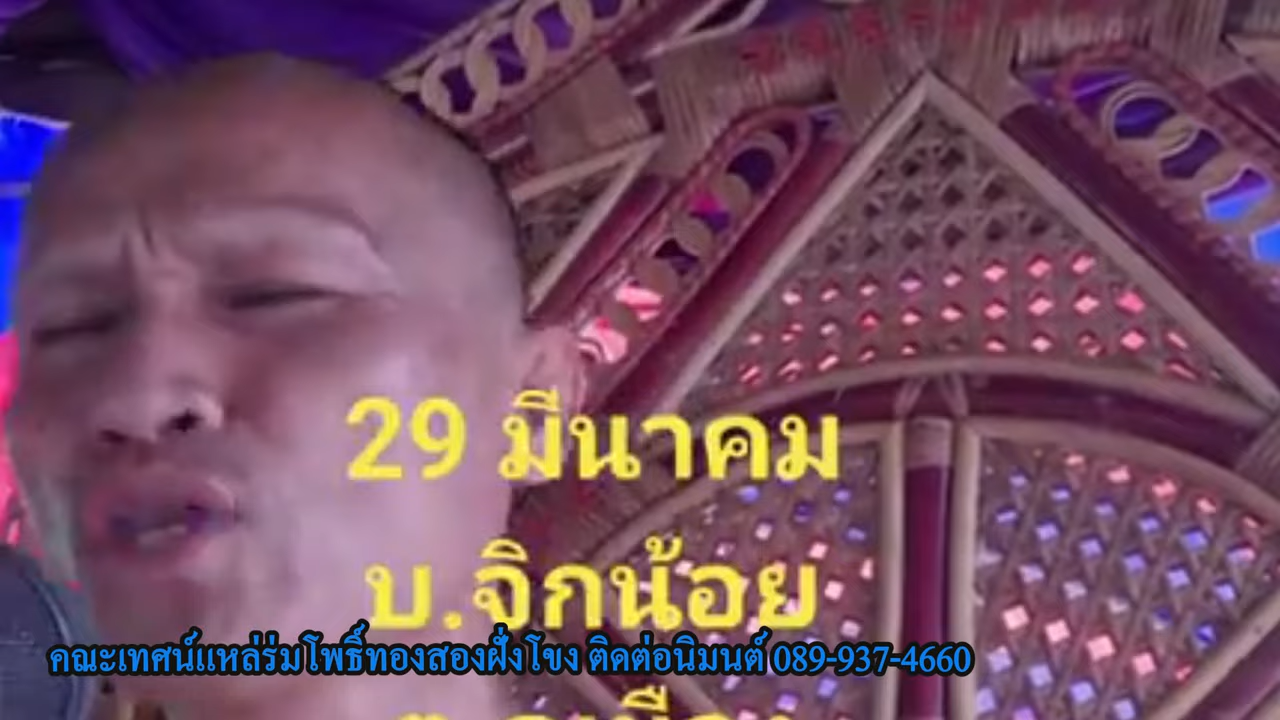 29 มีนาคม
บ.จิกน้อย
คณะเทศน์แหล่ร่มโพธิ์ทองสองฝั่งโขง ติดต่อนิมนต์ 089-937-4660